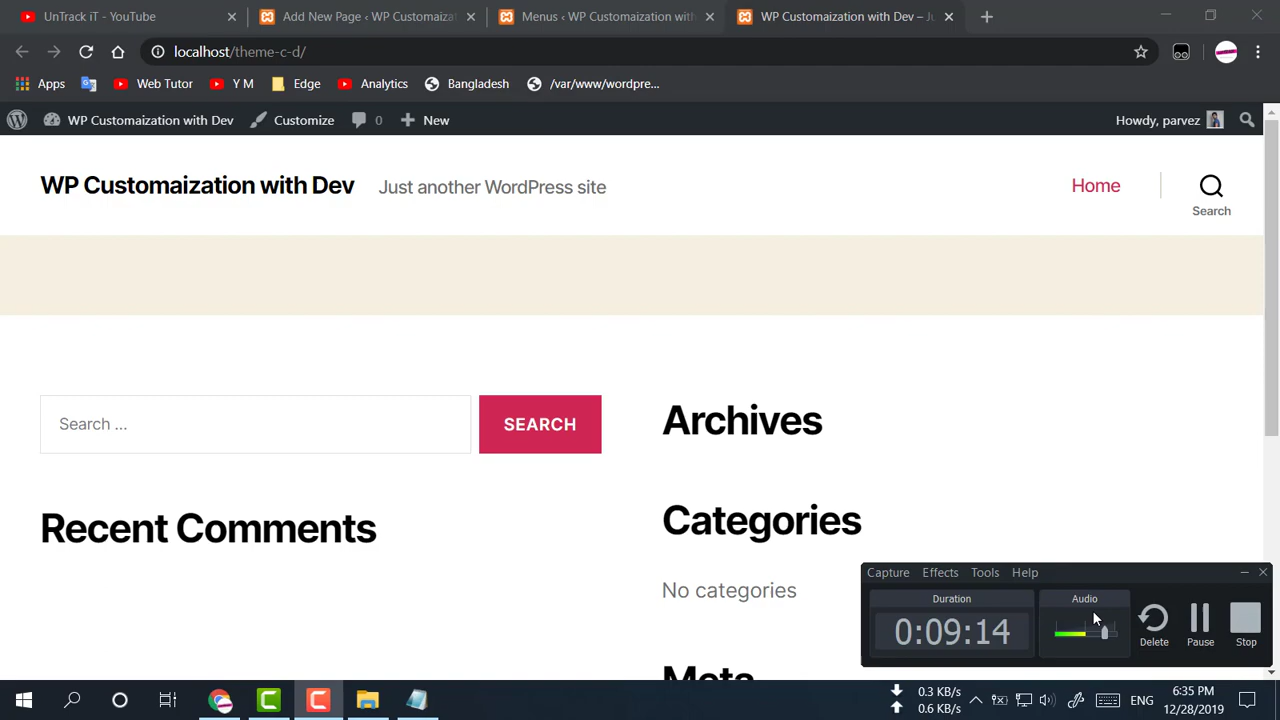 UnTrack iT - YouTube
Add New Page ‹ WP Customaizat
Menus ‹ WP Customaization with
WP Customaization with Dev – Ju
localhost/theme-c-d/
Apps
Web Tutor
Y M
Edge
Analytics
Bangladesh
/var/www/wordpre...
WP Customaization with Dev
Customize
0
New
Howdy, parvez
WP Customaization with Dev
Just another WordPress site
Home
Search
Search …
SEARCH
Archives
Recent Comments
Categories
No categories
Meta
Capture
Effects
Tools
Help
Duration
Audio
0:09:14
Delete
Pause
Stop
0.3 KB/s
0.6 KB/s
ENG
6:35 PM
12/28/2019